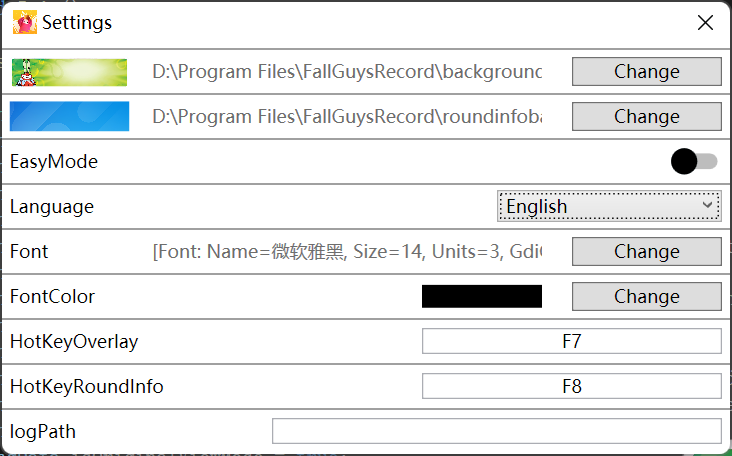 Settings
D:\Program Files\FallGuysRecord\background
Change
D:\Program Files\FallGuysRecord\roundinfoba
Change
EasyMode
Language
English
Font
[Font: Name=微软雅黑, Size=14, Units=3, Gdi
Change
FontColor
Change
HotKeyOverlay
F7
HotKeyRoundInfo
F8
logPath